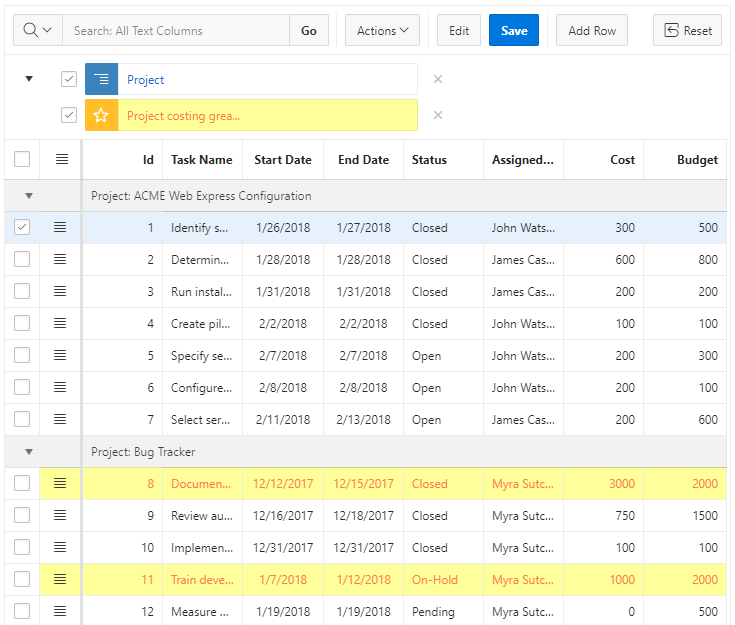 Search: All Text Columns Go Actions Edit Save Add Row Reset
Project
Project costing grea...
Id Task Name Start Date End Date Status Assigned... Cost Budget
Project: ACME Web Express Configuration
1 Identify s... 1/26/2018 1/27/2018 Closed John Wats... 300 500
2 Determin... 1/28/2018 1/28/2018 Closed James Cas... 600 800
3 Run instal... 1/31/2018 1/31/2018 Closed James Cas... 200 200
4 Create pil... 2/2/2018 2/2/2018 Closed John Wats... 100 100
5 Specify se... 2/7/2018 2/7/2018 Open John Wats... 200 300
6 Configure... 2/8/2018 2/8/2018 Open John Wats... 200 100
7 Select ser... 2/11/2018 2/13/2018 Open James Cas... 200 600
Project: Bug Tracker
8 Documen... 12/12/2017 12/15/2017 Closed Myra Sutc... 3000 2000
9 Review au... 12/16/2017 12/18/2017 Closed Myra Sutc... 750 1500
10 Implemen... 12/31/2017 12/31/2017 Closed Myra Sutc... 100 100
11 Train deve... 1/7/2018 1/12/2018 On-Hold Myra Sutc... 1000 2000
12 Measure ... 1/19/2018 1/19/2018 Pending Myra Sutc... 0 500